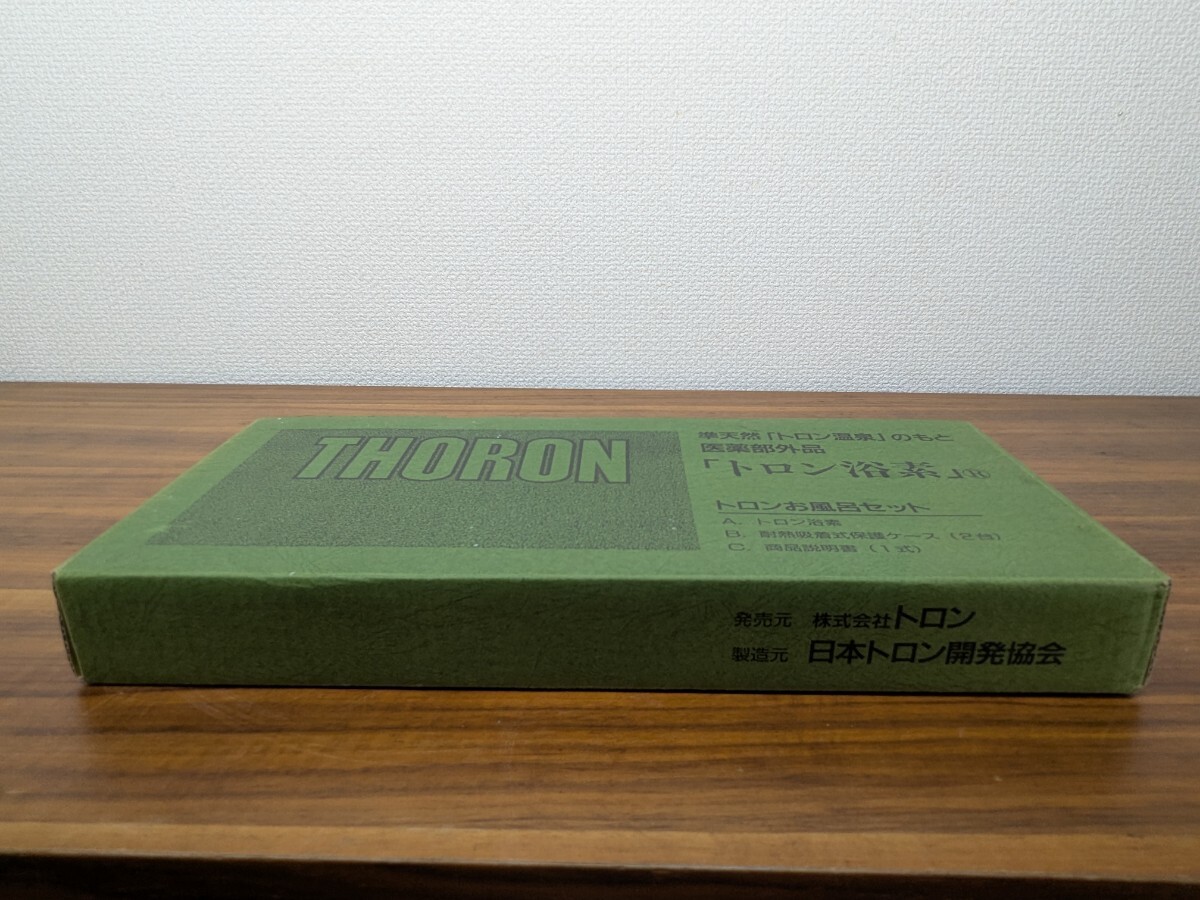 THORON
準天然「トロン温泉」のもと
医薬部外品
「トロン浴素」®
トロンお風呂セット
A. トロン浴素
B. 耐熱吸着式保護ケース（2台）
C. 商品説明書（1式）
発売元 株式会社トロン
製造元 日本トロン開発協会